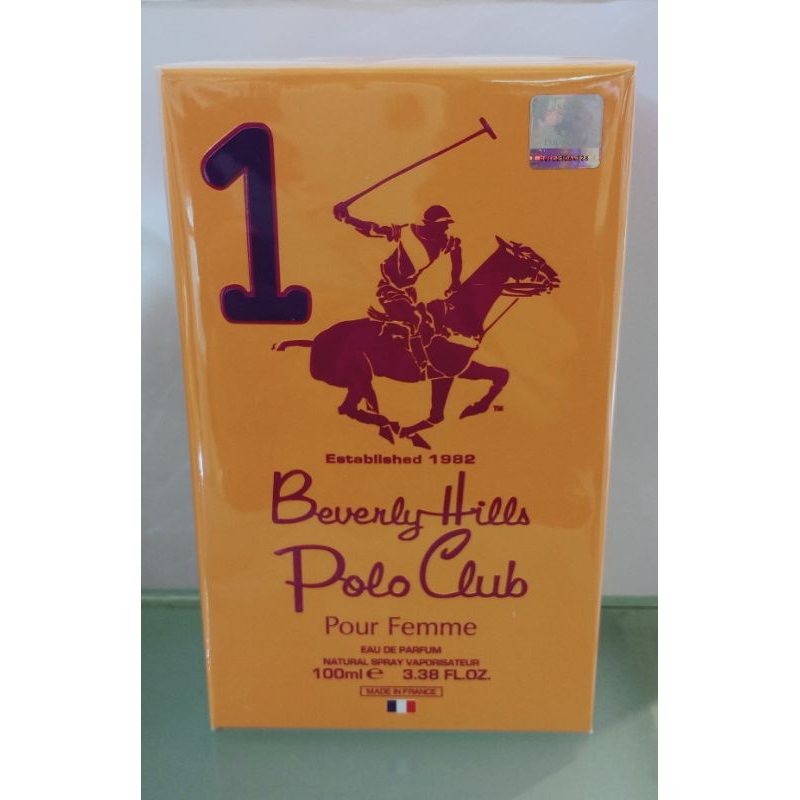 1
TM
Established 1982
Beverly Hills
Polo Club
Pour Femme
EAU DE PARFUM
NATURAL SPRAY VAPORISATEUR
100ml ℮ 3.38 FL.OZ.
MADE IN FRANCE